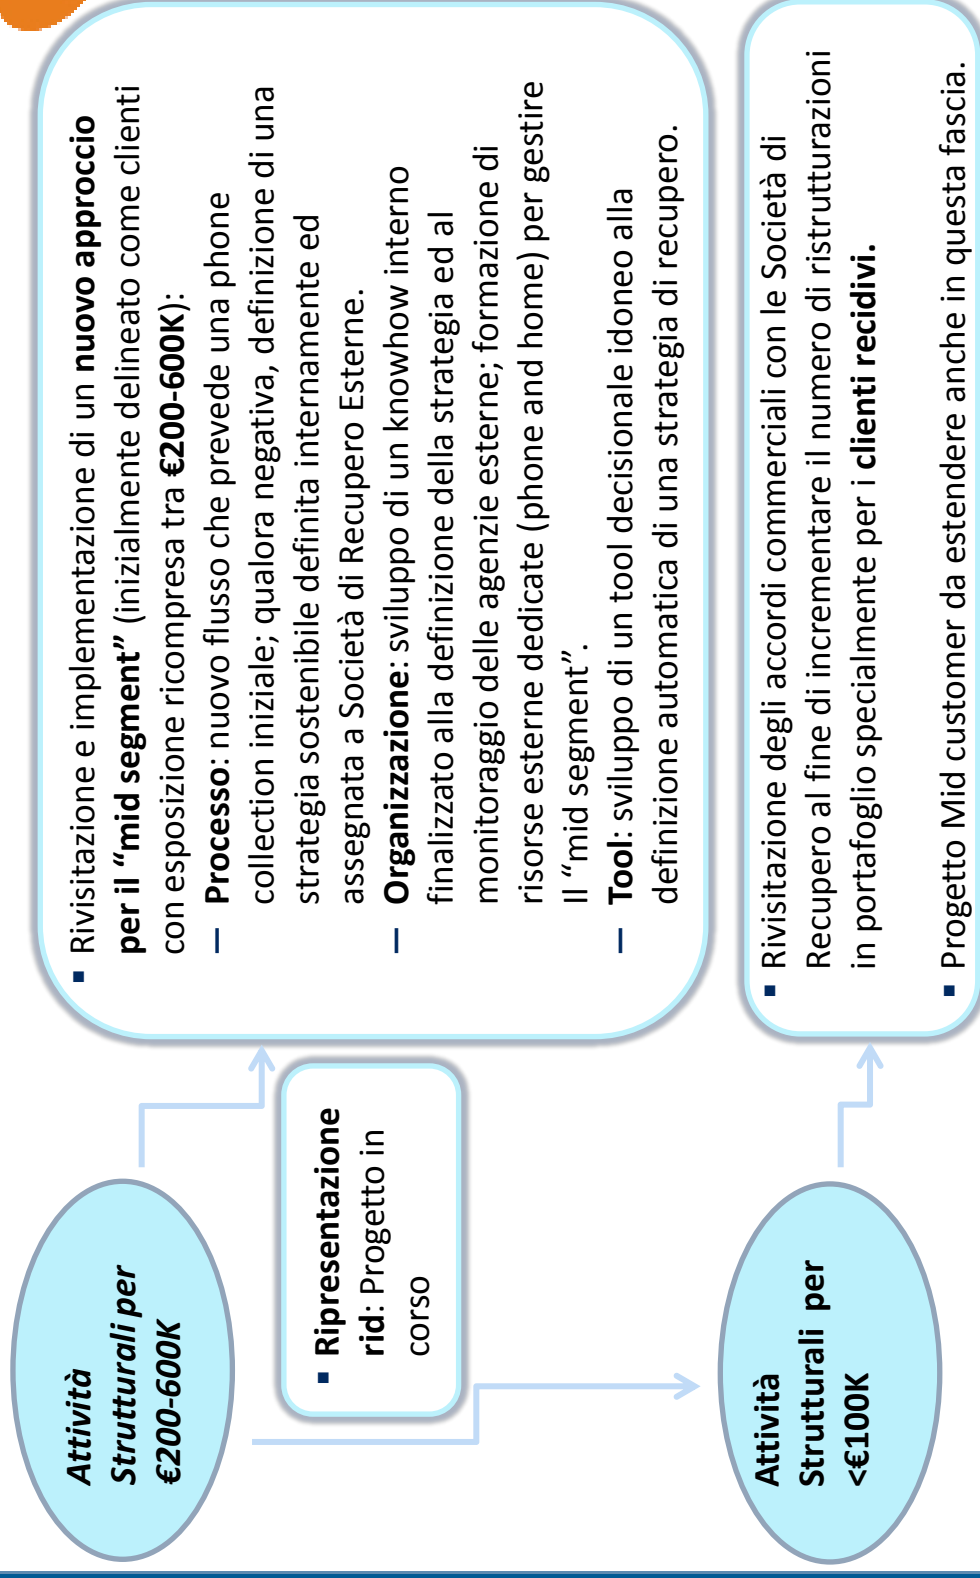 Attività
Strutturali per
€200-600K
▪ Rivisitazione e implementazione di un nuovo approccio
per il “mid segment” (inizialmente delineato come clienti
con esposizione ricompresa tra €200-600K):
— Processo: nuovo flusso che prevede una phone
collection iniziale; qualora negativa, definizione di una
strategia sostenibile definita internamente ed
assegnata a Società di Recupero Esterne.
— Organizzazione: sviluppo di un knowhow interno
finalizzato alla definizione della strategia ed al
monitoraggio delle agenzie esterne; formazione di
risorse esterne dedicate (phone and home) per gestire
Il “mid segment”.
— Tool: sviluppo di un tool decisionale idoneo alla
definizione automatica di una strategia di recupero.
▪ Ripresentazione
rid: Progetto in
corso
Attività
Strutturali per
<€100K
▪ Rivisitazione degli accordi commerciali con le Società di
Recupero al fine di incrementare il numero di ristrutturazioni
in portafoglio specialmente per i clienti recidivi.
▪ Progetto Mid customer da estendere anche in questa fascia.